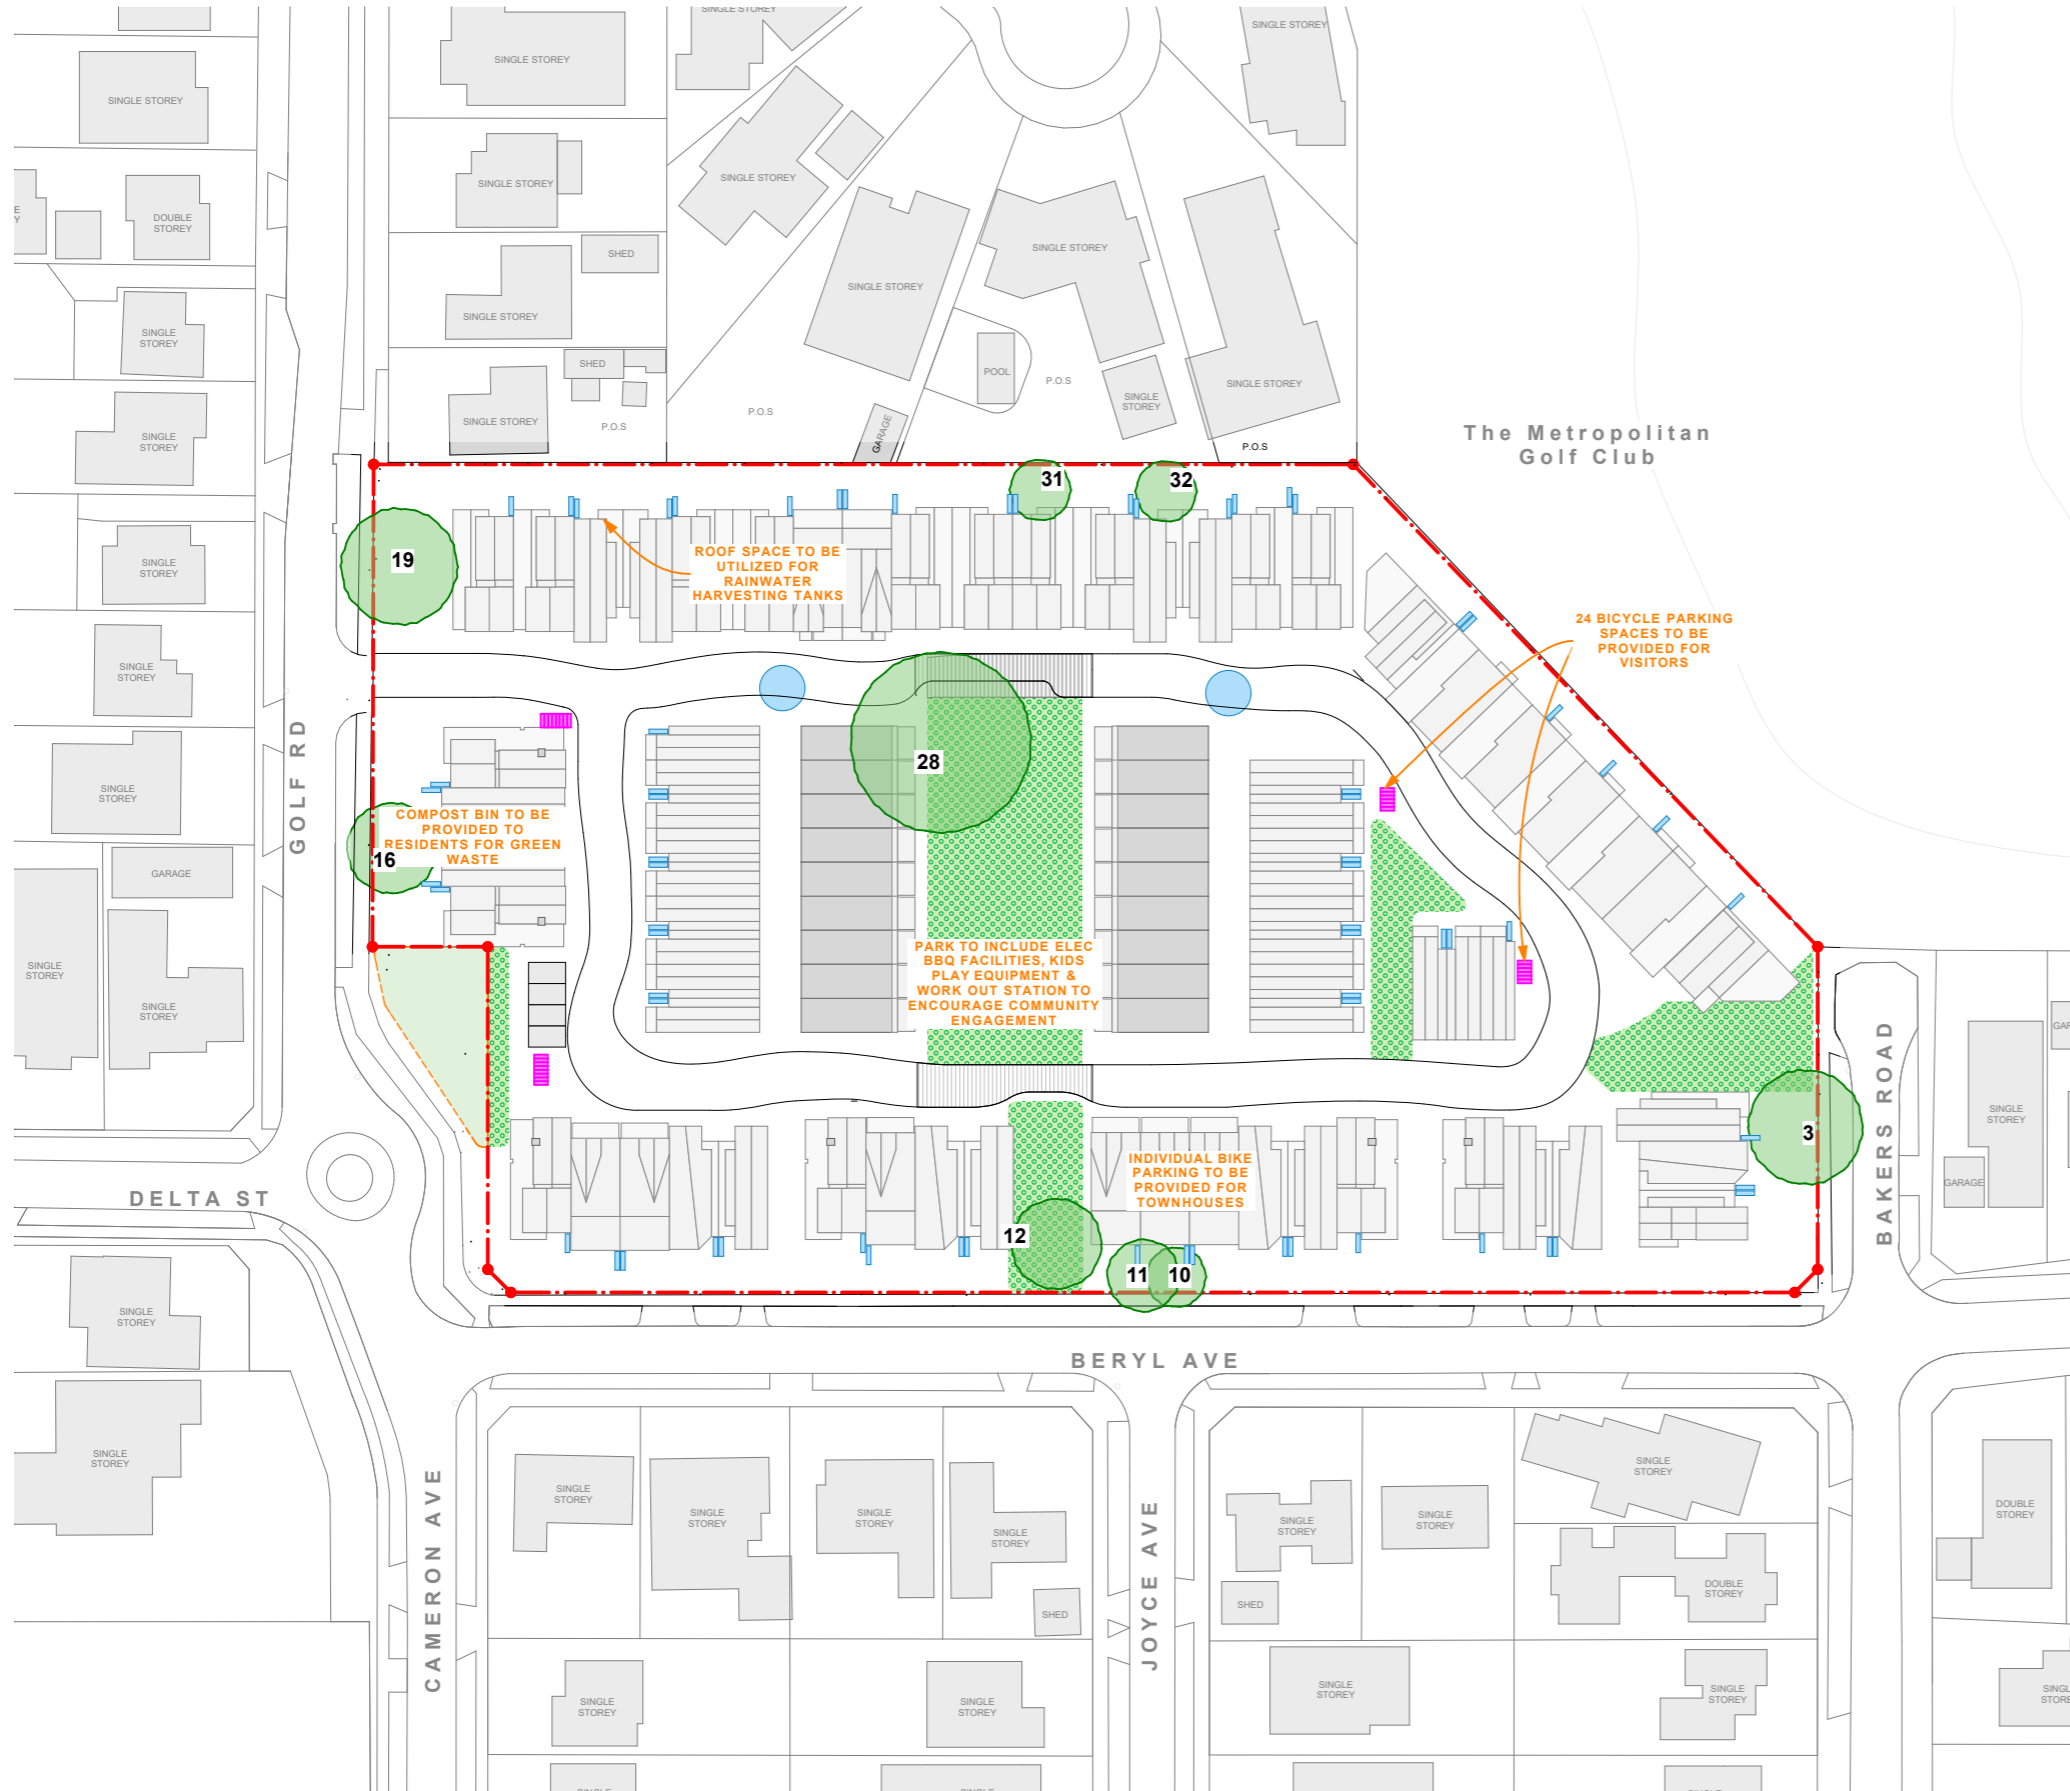 SINGLE STOREY
SINGLE STOREY
SINGLE STOREY
SINGLE STOREY
SINGLE STOREY
SINGLE STOREY
DOUBLE
STOREY
SINGLE STOREY
SINGLE STOREY
SHED
SINGLE STOREY
SINGLE STOREY
SINGLE STOREY
SINGLE
STOREY
SHED
POOL
P.O.S
SINGLE STOREY
SINGLE
STOREY
P.O.S
SINGLE STOREY
P.O.S
GARAGE
P.O.S
SINGLE
STOREY
The Metropolitan
Golf Club
31
32
19
SINGLE
STOREY
ROOF SPACE TO BE
UTILIZED FOR
RAINWATER
HARVESTING TANKS
24 BICYCLE PARKING
SPACES TO BE
PROVIDED FOR
VISITORS
SINGLE
STOREY
GOLF RD
28
SINGLE
STOREY
COMPOST BIN TO BE
PROVIDED TO
RESIDENTS FOR GREEN
WASTE
16
GARAGE
SINGLE
STOREY
SINGLE
STOREY
PARK TO INCLUDE ELEC
BBQ FACILITIES, KIDS
PLAY EQUIPMENT &
WORK OUT STATION TO
ENCOURAGE COMMUNITY
ENGAGEMENT
BAKERS ROAD
SINGLE
STOREY
3
INDIVIDUAL BIKE
PARKING TO BE
PROVIDED FOR
TOWNHOUSES
GARAGE
DELTA ST
12
11
10
SINGLE
STOREY
BERYL AVE
SINGLE
STOREY
CAMERON AVE
SINGLE
STOREY
SINGLE
STOREY
SINGLE
STOREY
SINGLE
STOREY
SHED
JOYCE AVE
SINGLE
STOREY
SINGLE
STOREY
SINGLE
STOREY
DOUBLE
STOREY
DOUBLE
STOREY
SHED
SINGLE
STOREY
SINGLE
STOREY
SINGLE
STOREY
SINGLE
STOREY